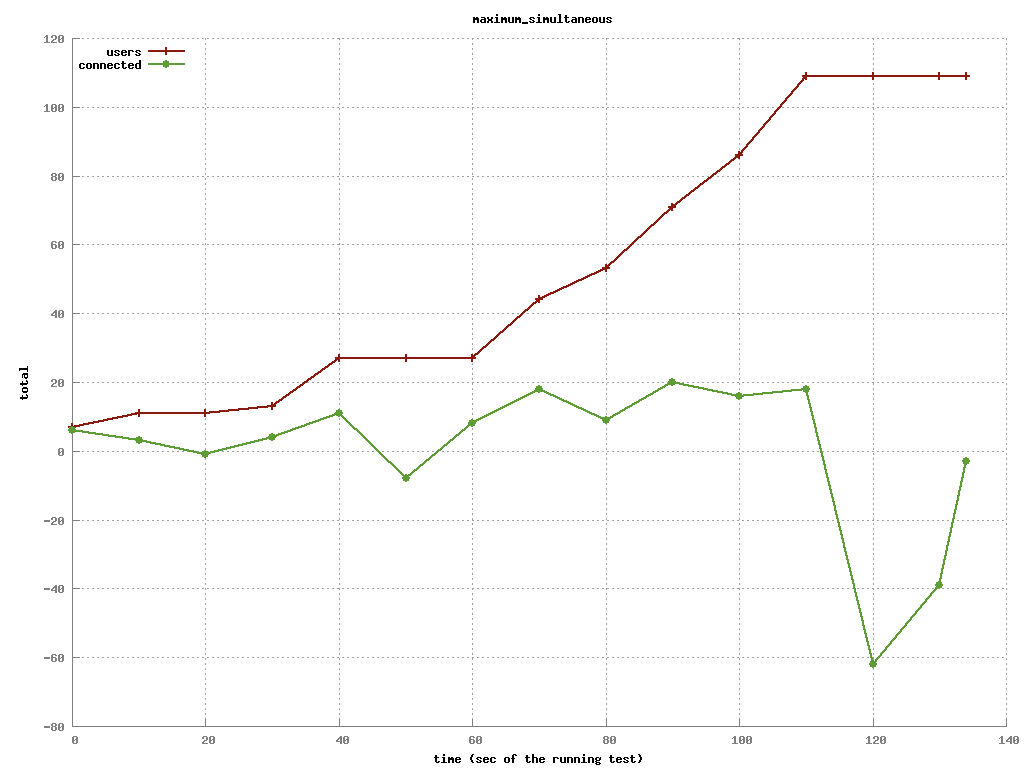 maximum_simultaneous
users
connected
120
100
80
60
40
20
0
-20
-40
-60
-80
total
0 20 40 60 80 100 120 140
time (sec of the running test)